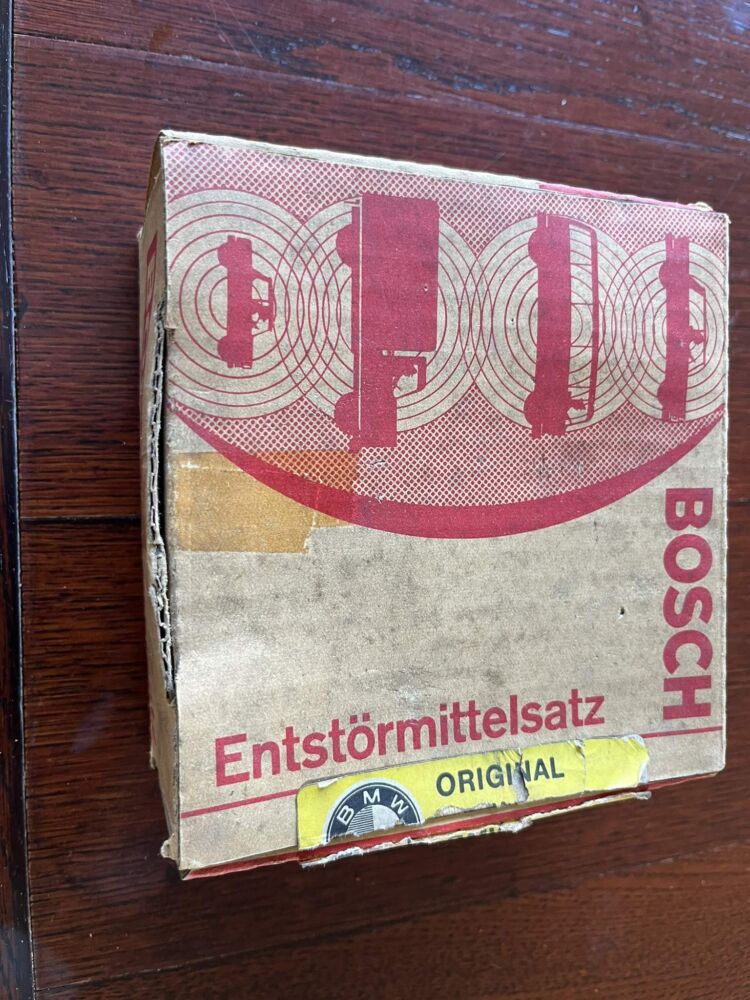 BOSCH
Entstörmittelsatz
BMW
ORIGINAL